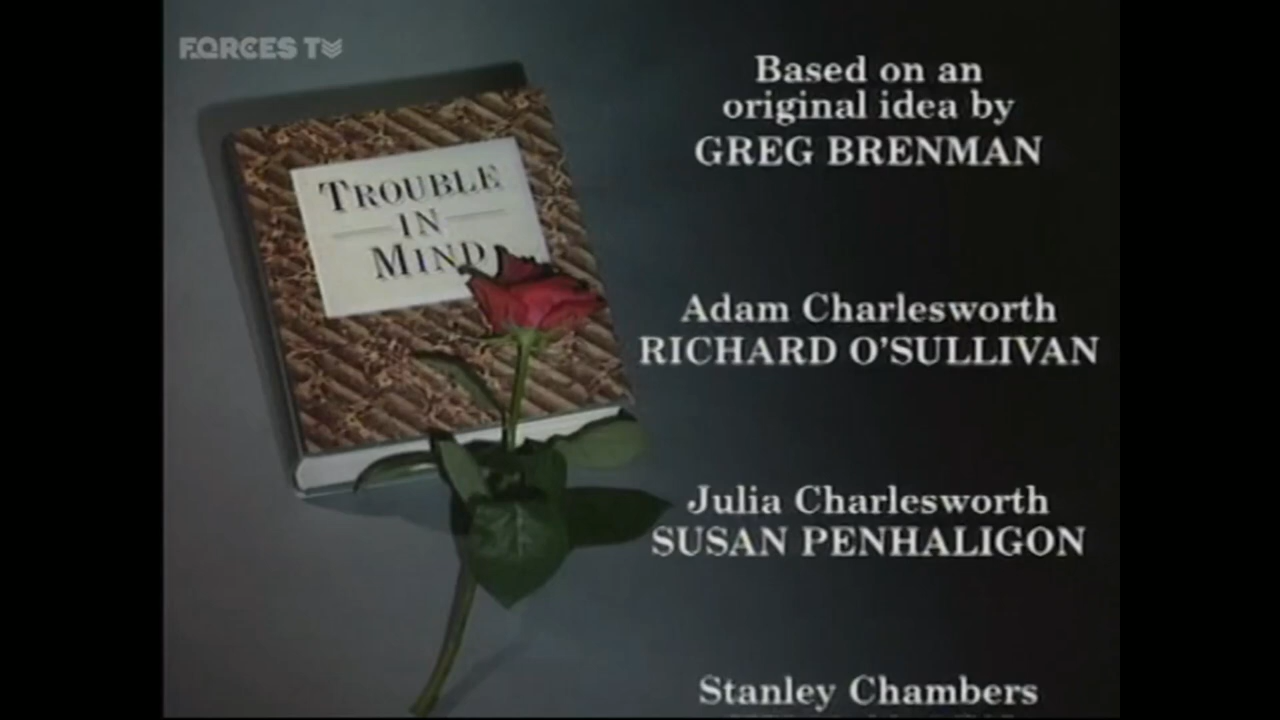 FORCES TV
TROUBLE
IN
MIND
Based on an
original idea by
GREG BRENMAN
Adam Charlesworth
RICHARD O'SULLIVAN
Julia Charlesworth
SUSAN PENHALIGON
Stanley Chambers